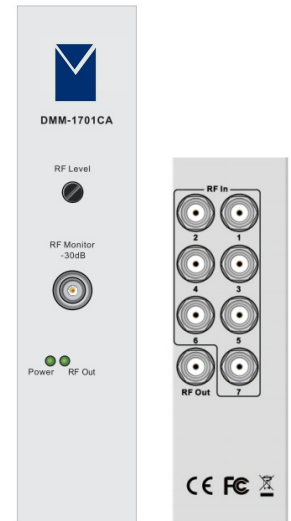 DMM-1701CA
RF Level
RF Monitor
-30dB
Power RF Out
RF In
2 1
4 3
6 5
RF Out 7
CE FC